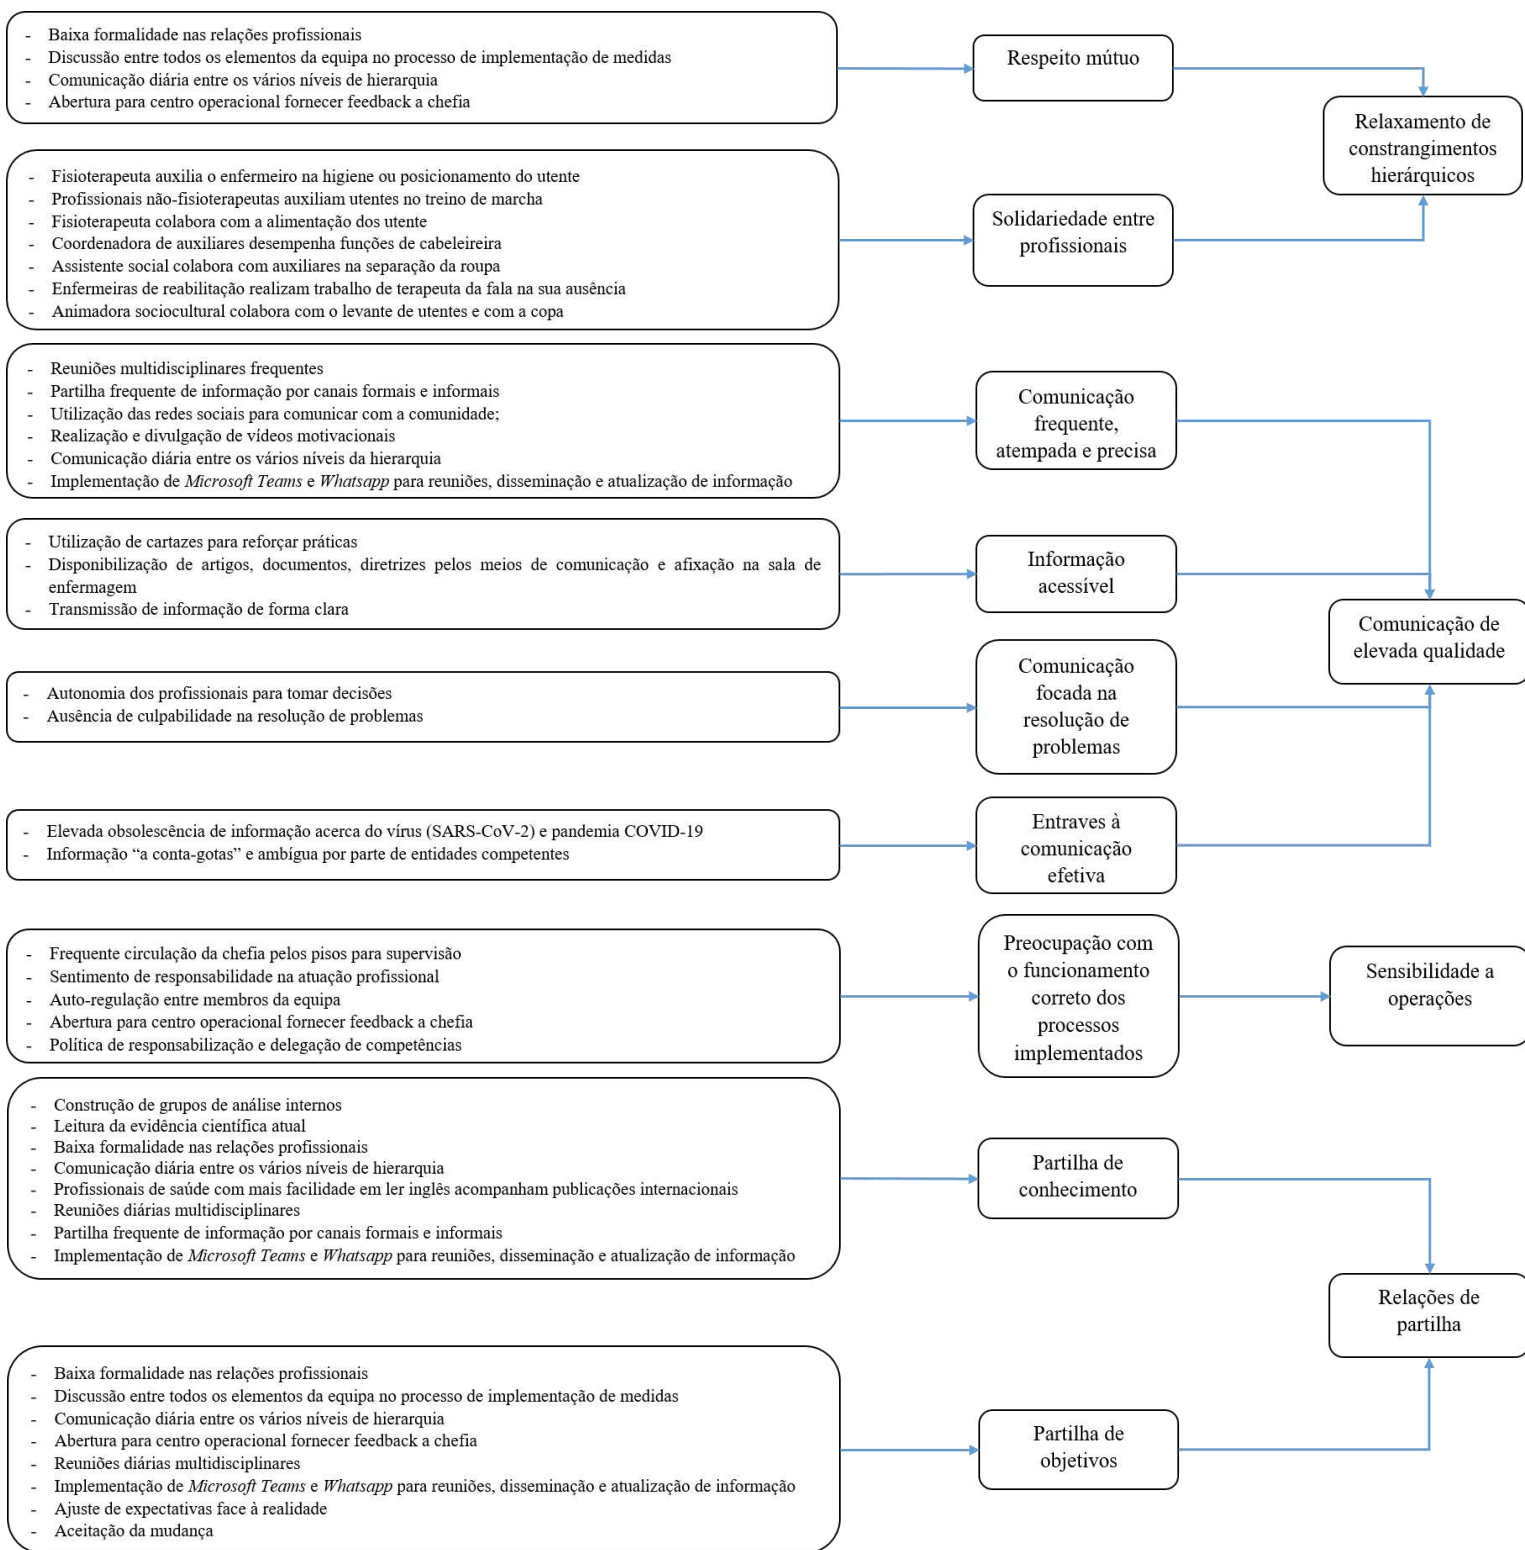 - Baixa formalidade nas relações profissionais
- Discussão entre todos os elementos da equipa no processo de implementação de medidas
- Comunicação diária entre os vários níveis de hierarquia
- Abertura para centro operacional fornecer feedback a chefia
Respeito mútuo
- Fisioterapeuta auxilia o enfermeiro na higiene ou posicionamento do utente
- Profissionais não-fisioterapeutas auxiliam utentes no treino de marcha
- Fisioterapeuta colabora com a alimentação dos utente
- Coordenadora de auxiliares desempenha funções de cabeleireira
- Assistente social colabora com auxiliares na separação da roupa
- Enfermeiras de reabilitação realizam trabalho de terapeuta da fala na sua ausência
- Animadora sociocultural colabora com o levante de utentes e com a copa
Solidariedade entre
profissionais
Relaxamento de
constrangimentos
hierárquicos
- Reuniões multidisciplinares frequentes
- Partilha frequente de informação por canais formais e informais
- Utilização das redes sociais para comunicar com a comunidade;
- Realização e divulgação de vídeos motivacionais
- Comunicação diária entre os vários níveis da hierarquia
- Implementação de Microsoft Teams e Whatsapp para reuniões, disseminação e atualização de informação
Comunicação
frequente,
atempada e precisa
- Utilização de cartazes para reforçar práticas
- Disponibilização de artigos, documentos, diretrizes pelos meios de comunicação e afixação na sala de
enfermagem
- Transmissão de informação de forma clara
Informação
acessível
- Autonomia dos profissionais para tomar decisões
- Ausência de culpabilidade na resolução de problemas
Comunicação
focada na
resolução de
problemas
- Elevada obsolescência de informação acerca do vírus (SARS-CoV-2) e pandemia COVID-19
- Informação “a conta-gotas” e ambígua por parte de entidades competentes
Entraves à
comunicação
efetiva
Comunicação de
elevada qualidade
- Frequente circulação da chefia pelos pisos para supervisão
- Sentimento de responsabilidade na atuação profissional
- Auto-regulação entre membros da equipa
- Abertura para centro operacional fornecer feedback a chefia
- Política de responsabilização e delegação de competências
Preocupação com
o funcionamento
correto dos
processos
implementados
Sensibilidade a
operações
- Construção de grupos de análise internos
- Leitura da evidência científica atual
- Baixa formalidade nas relações profissionais
- Comunicação diária entre os vários níveis de hierarquia
- Profissionais de saúde com mais facilidade em ler inglês acompanham publicações internacionais
- Reuniões diárias multidisciplinares
- Partilha frequente de informação por canais formais e informais
- Implementação de Microsoft Teams e Whatsapp para reuniões, disseminação e atualização de informação
Partilha de
conhecimento
- Baixa formalidade nas relações profissionais
- Discussão entre todos os elementos da equipa no processo de implementação de medidas
- Comunicação diária entre os vários níveis de hierarquia
- Abertura para centro operacional fornecer feedback a chefia
- Reuniões diárias multidisciplinares
- Implementação de Microsoft Teams e Whatsapp para reuniões, disseminação e atualização de informação
- Ajuste de expectativas face à realidade
- Aceitação da mudança
Partilha de
objetivos
Relações de
partilha